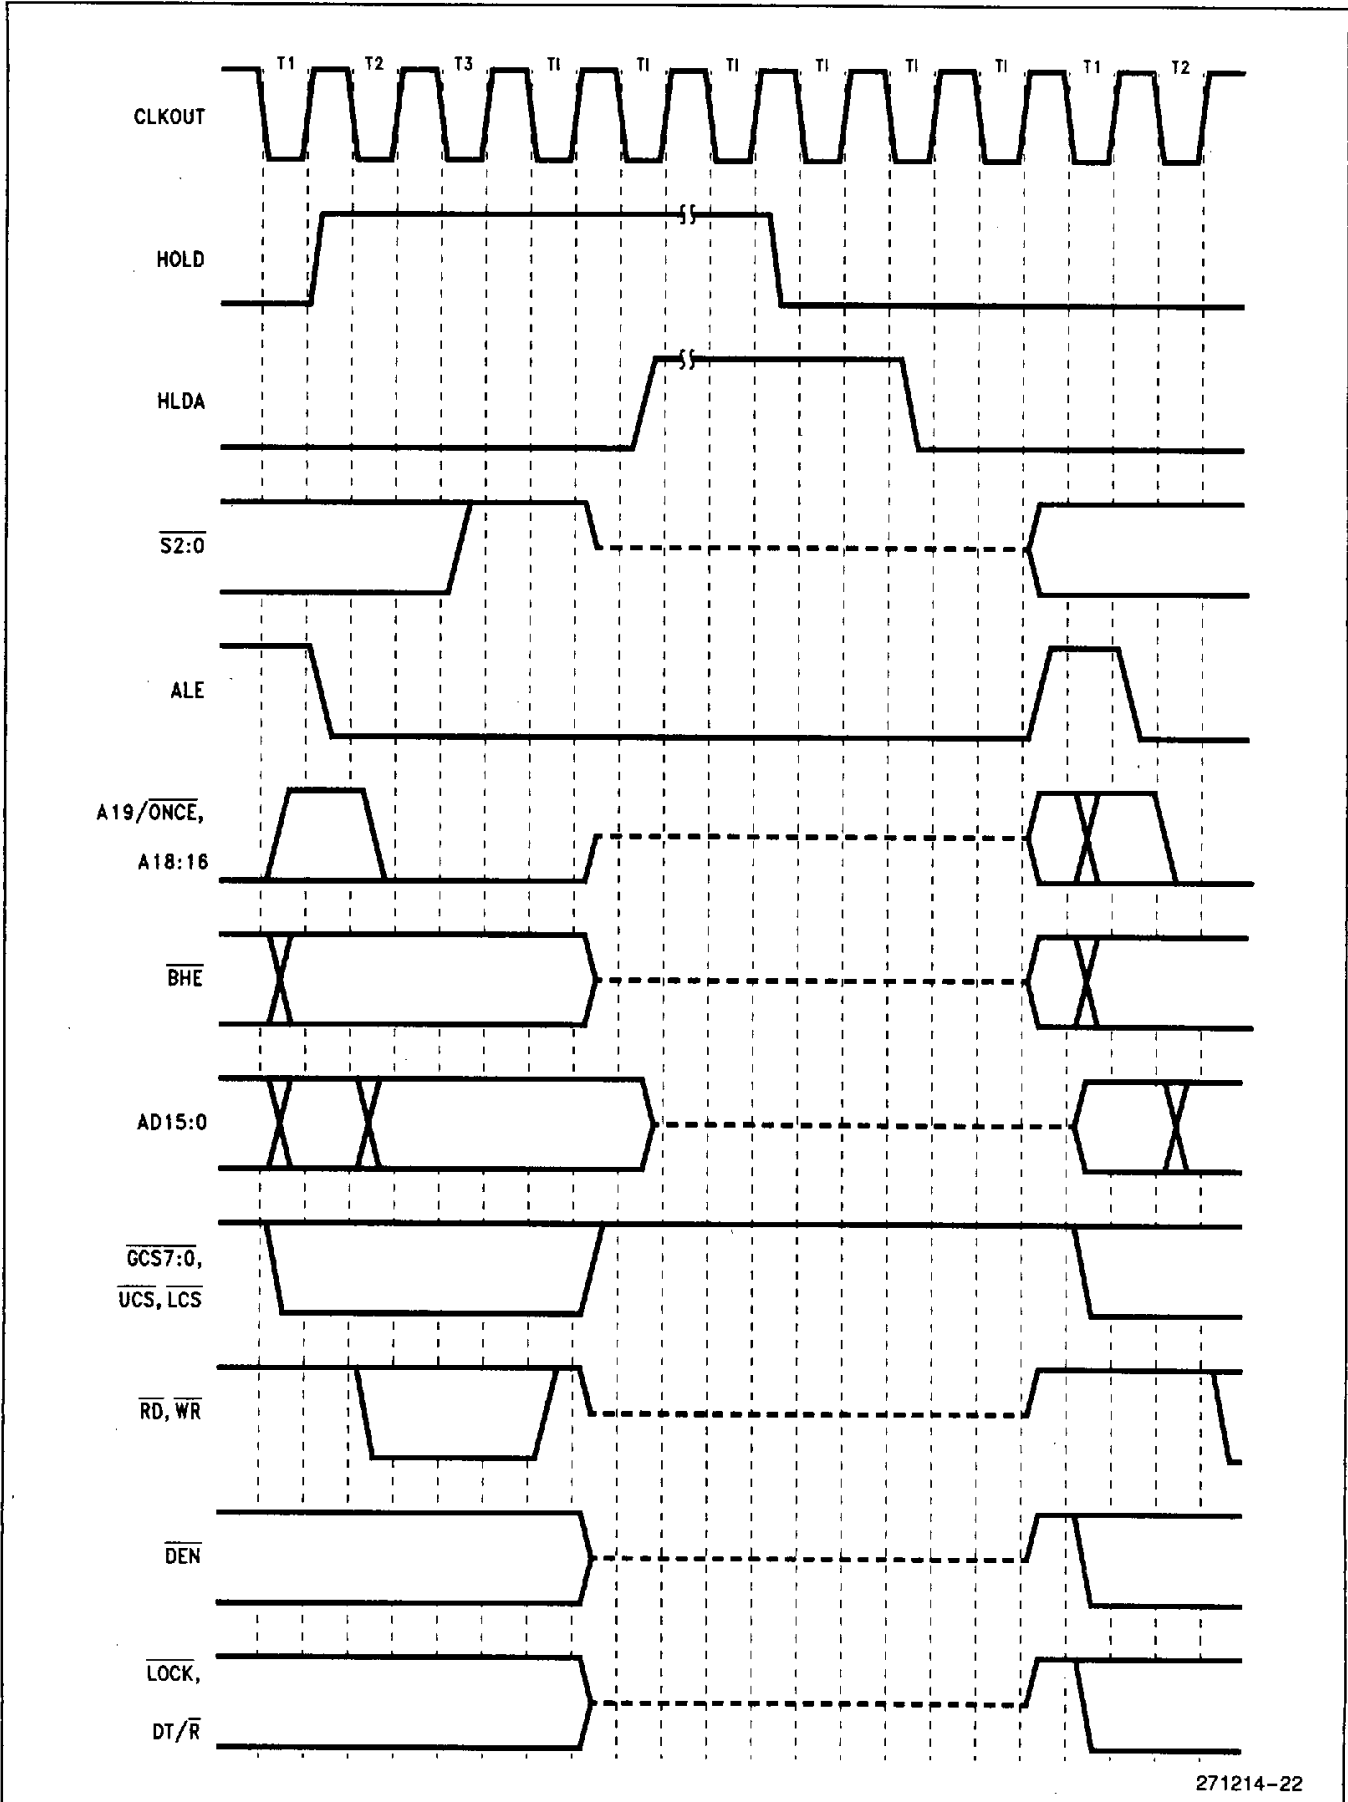 T1 T2 T3 TI TI TI TI TI TI T1 T2
CLKOUT
HOLD
HLDA
S2:0
ALE
A19/ONCE,
A18:16
BHE
AD15:0
GCS7:0,
UCS, LCS
RD, WR
DEN
LOCK,
DT/R
271214-22